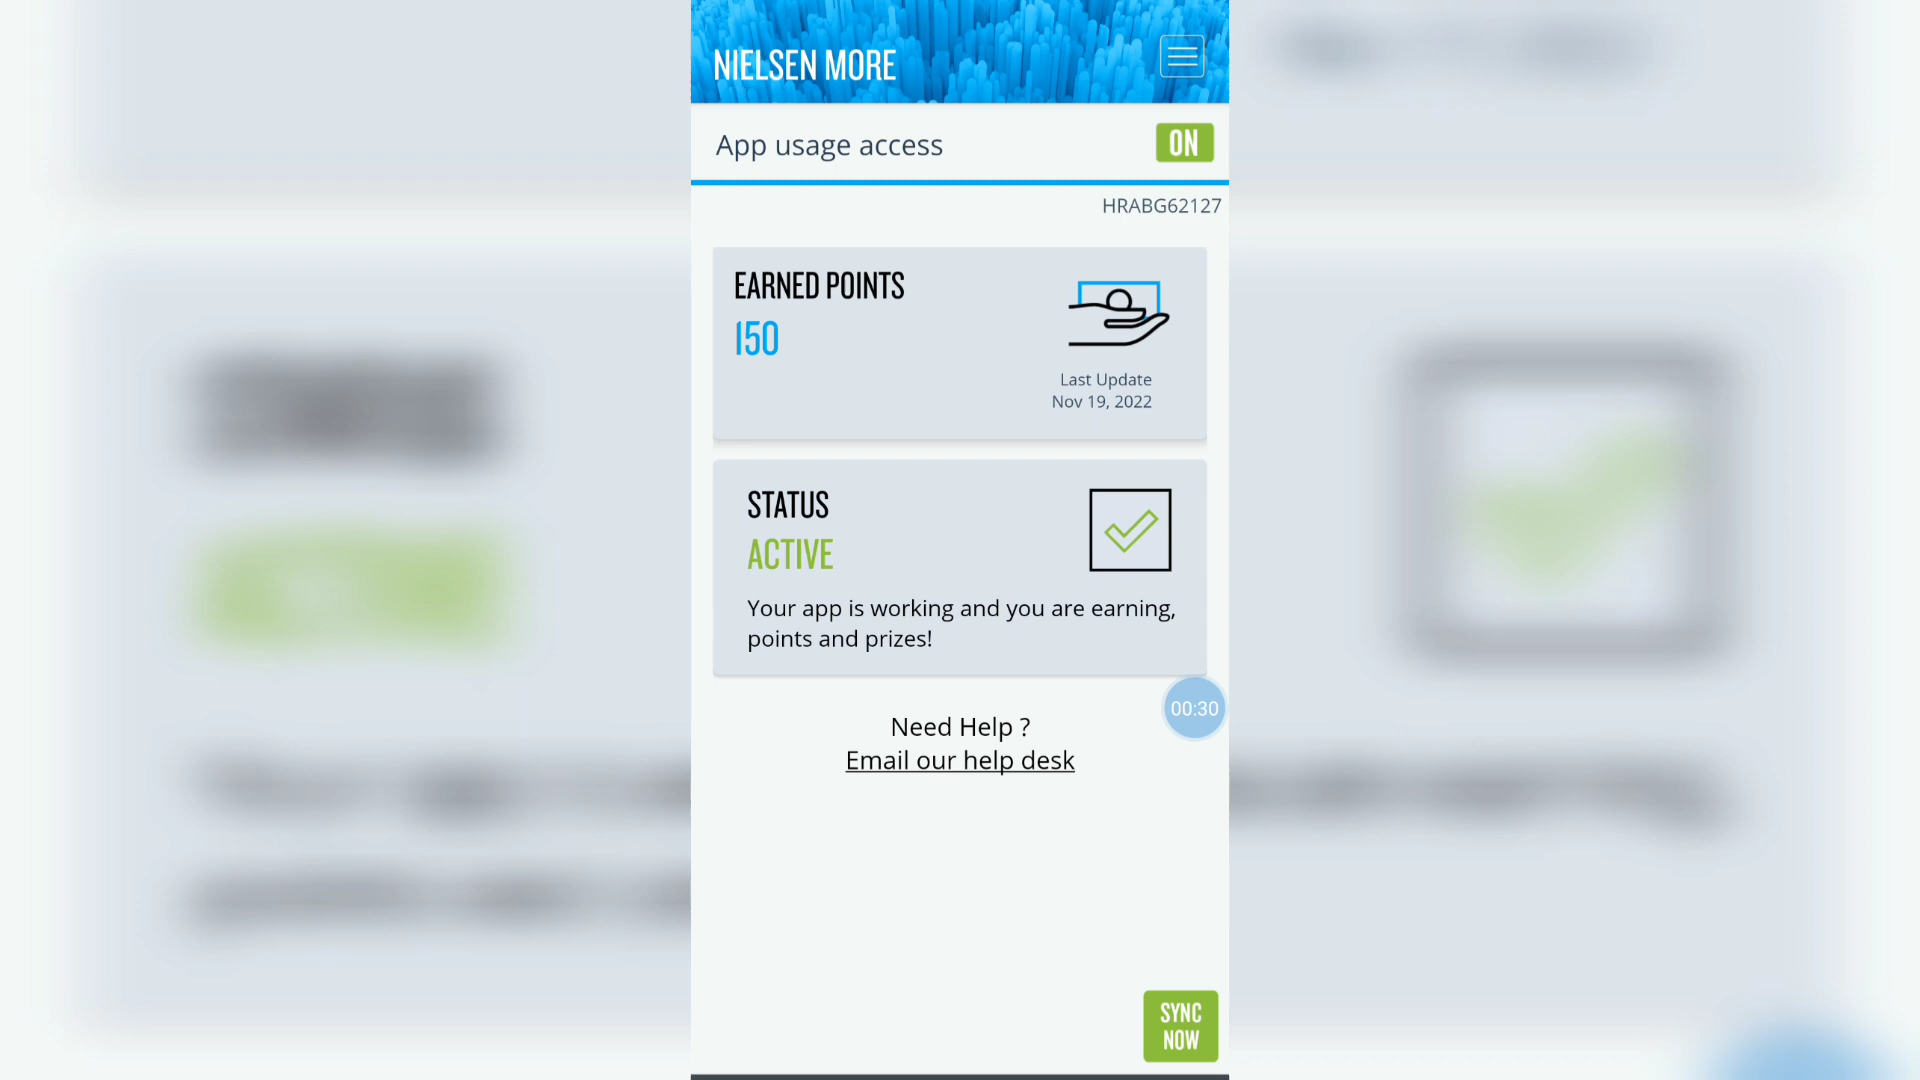 NIELSEN MORE
App usage access
ON
HRABG62127
EARNED POINTS
150
Last Update
Nov 19, 2022
STATUS
ACTIVE
Your app is working and you are earning,
points and prizes!
00:30
Need Help ?
Email our help desk
SYNC
NOW